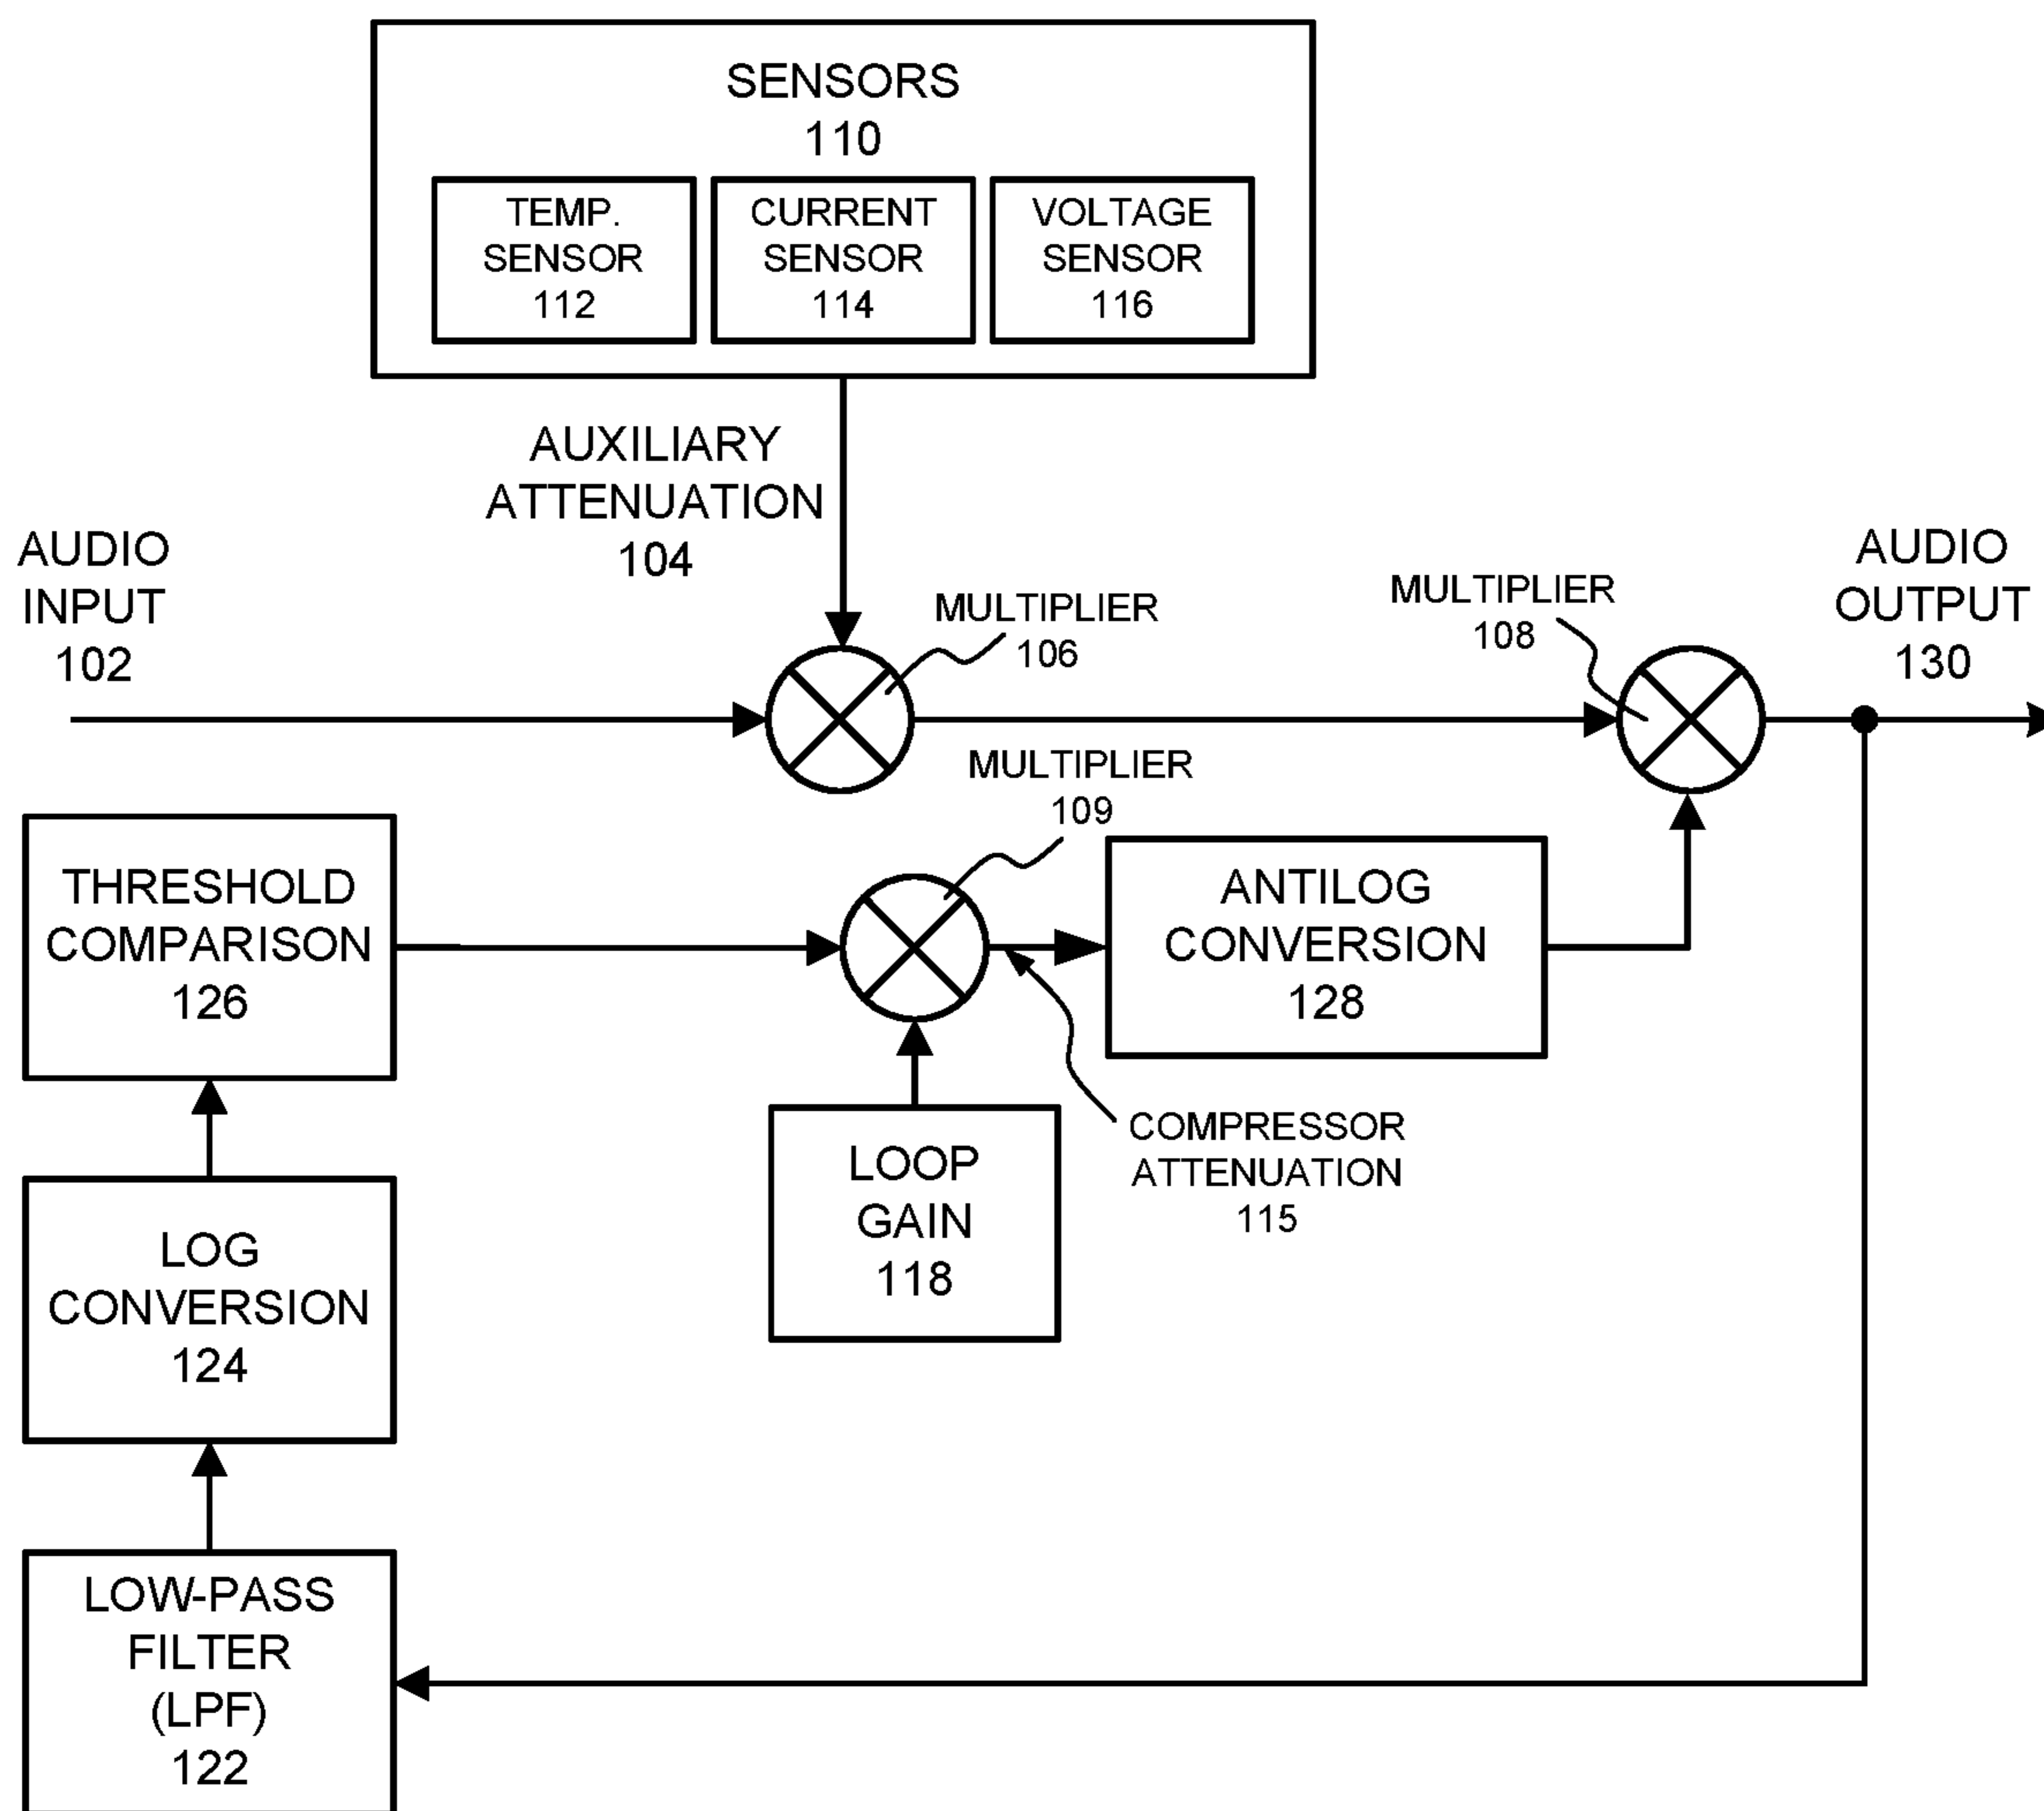 SENSORS
110
TEMP.
SENSOR
112
CURRENT
SENSOR
114
VOLTAGE
SENSOR
116
AUXILIARY
ATTENUATION
104
AUDIO
INPUT
102
MULTIPLIER
106
MULTIPLIER
108
AUDIO
OUTPUT
130
MULTIPLIER
109
THRESHOLD
COMPARISON
126
ANTILOG
CONVERSION
128
LOOP
GAIN
118
COMPRESSOR
ATTENUATION
115
LOG
CONVERSION
124
LOW-PASS
FILTER
(LPF)
122